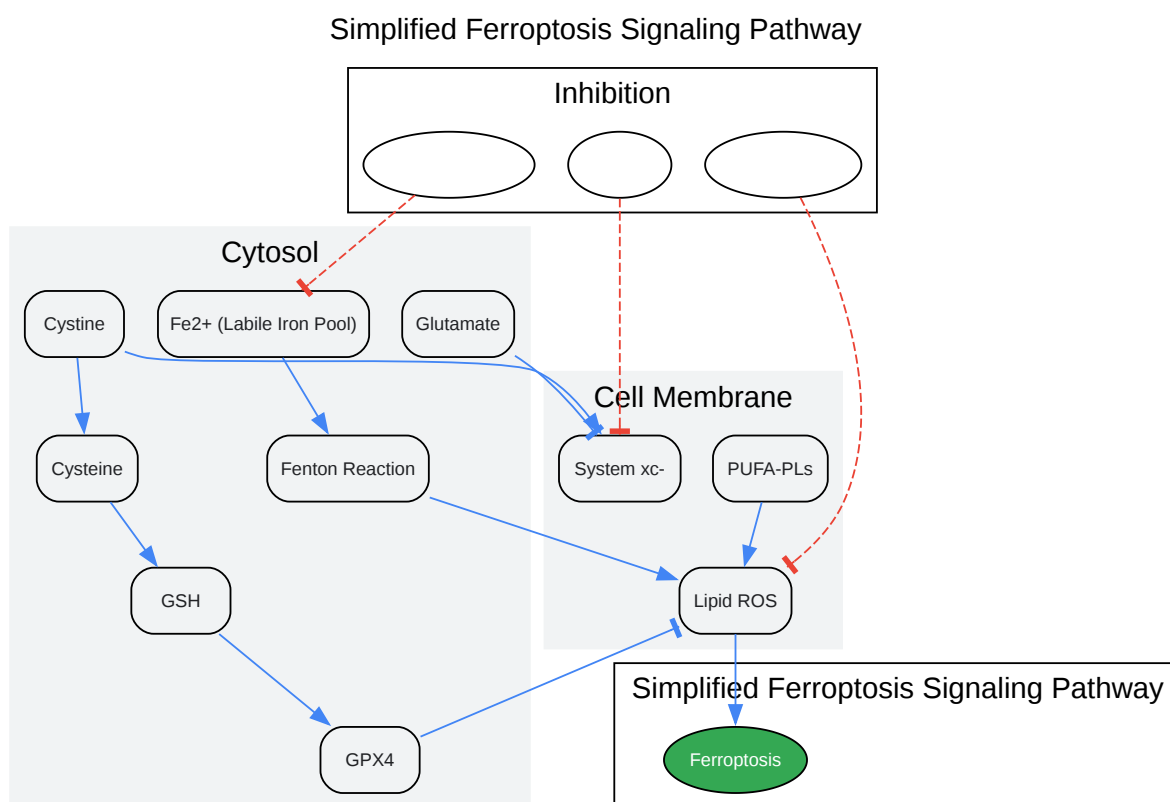 Simplified Ferroptosis Signaling Pathway
Inhibition
Cytosol
Cystine
Fe2+ (Labile Iron Pool)
Glutamate
Cell Membrane
Cysteine
Fenton Reaction
System xc-
PUFA-PLs
GSH
Lipid ROS
Simplified Ferroptosis Signaling Pathway
GPX4
Ferroptosis